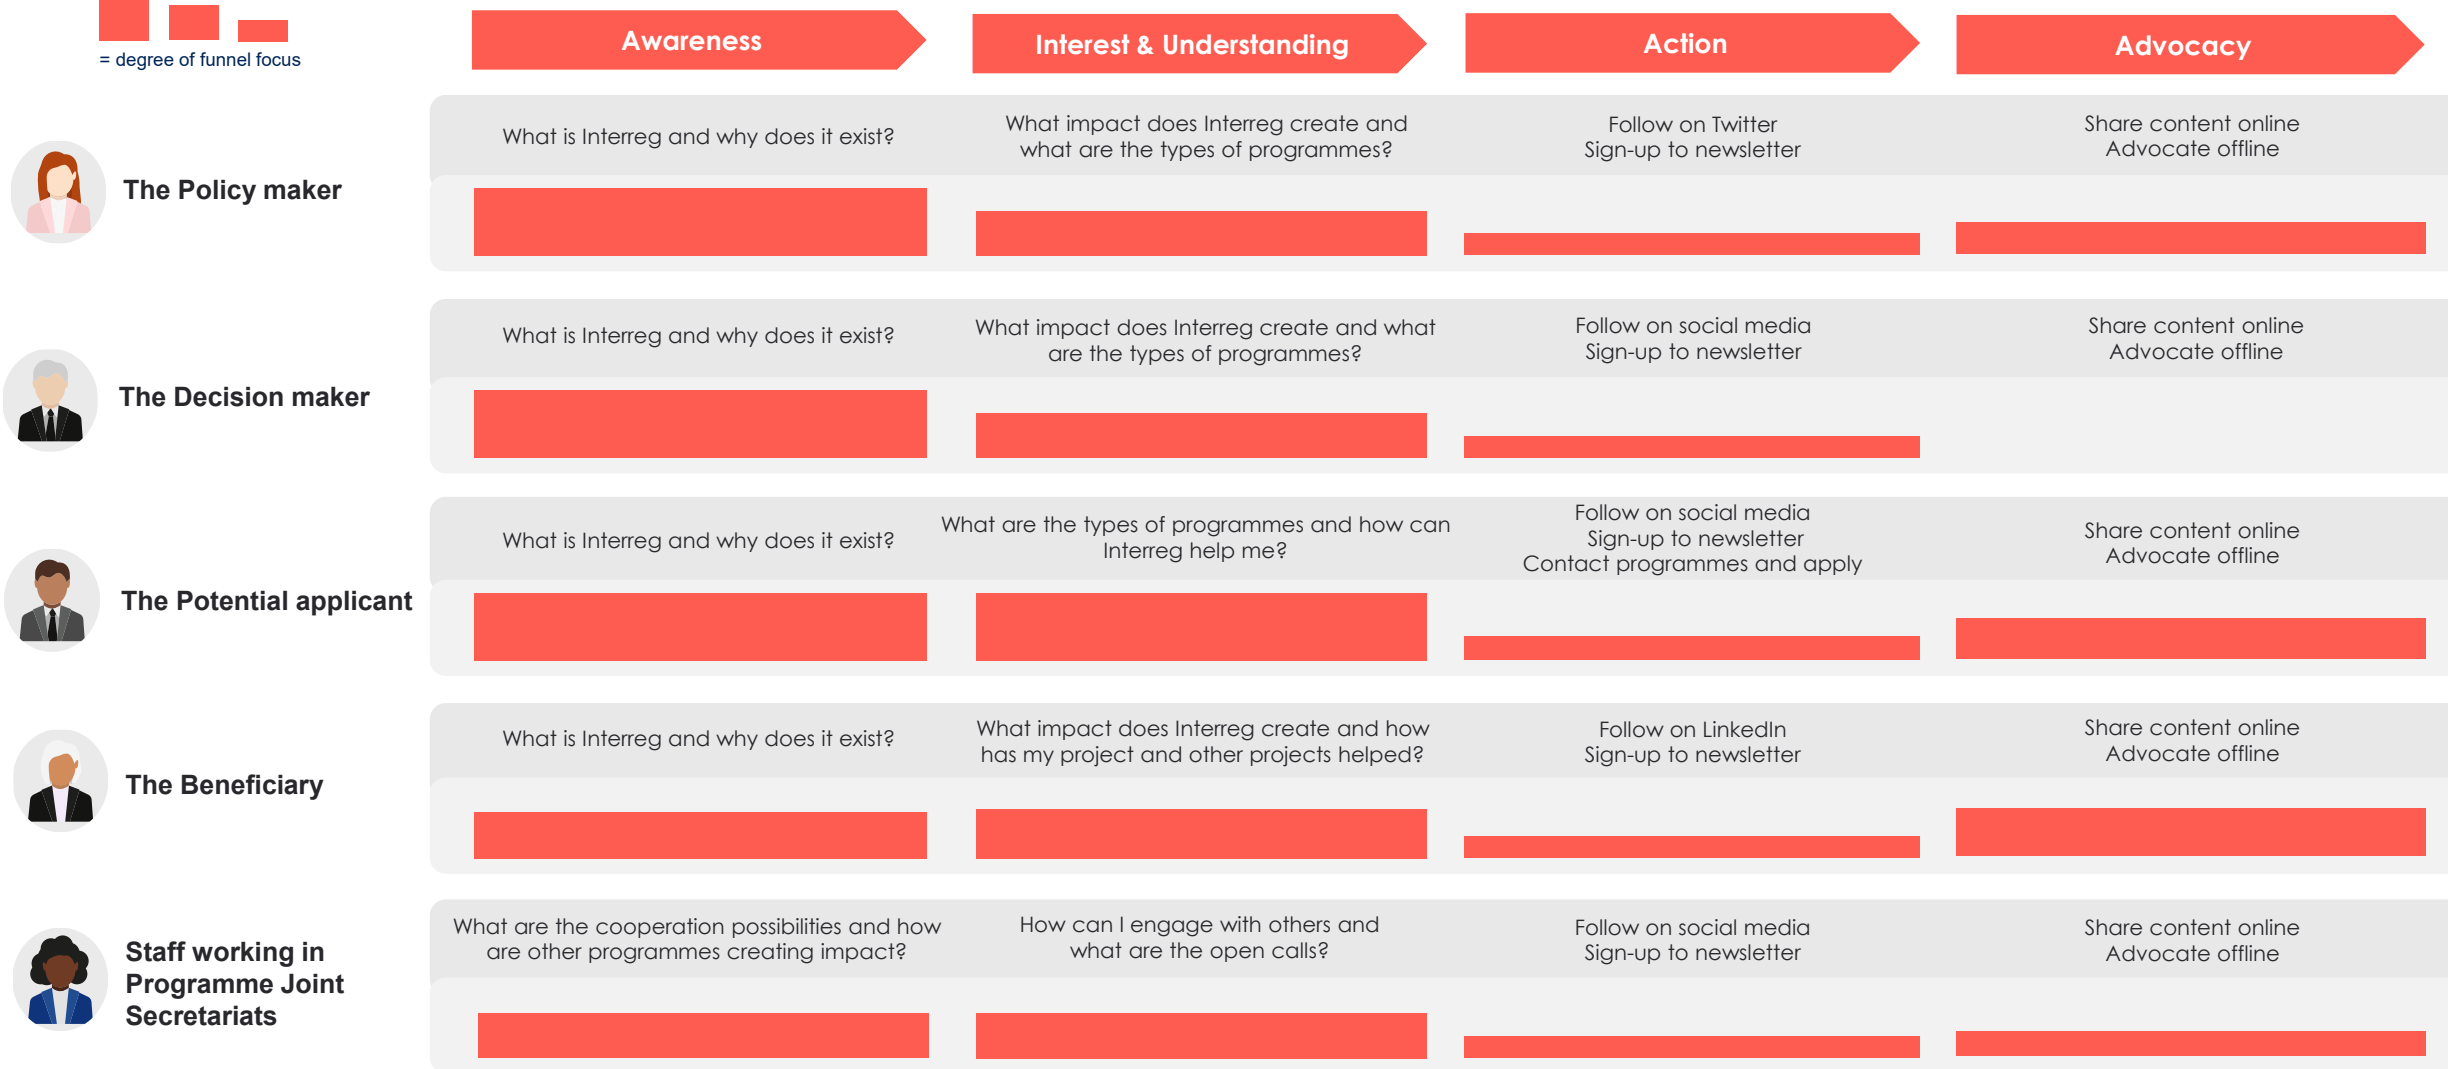 = degree of funnel focus
Awareness
Interest & Understanding
Action
Advocacy
The Policy maker
What is Interreg and why does it exist?
What impact does Interreg create and
what are the types of programmes?
Follow on Twitter
Sign-up to newsletter
Share content online
Advocate offline
The Decision maker
What is Interreg and why does it exist?
What impact does Interreg create and what
are the types of programmes?
Follow on social media
Sign-up to newsletter
Share content online
Advocate offline
The Potential applicant
What is Interreg and why does it exist?
What are the types of programmes and how can
Interreg help me?
Follow on social media
Sign-up to newsletter
Contact programmes and apply
Share content online
Advocate offline
The Beneficiary
What is Interreg and why does it exist?
What impact does Interreg create and how
has my project and other projects helped?
Follow on LinkedIn
Sign-up to newsletter
Share content online
Advocate offline
Staff working in
Programme Joint
Secretariats
What are the cooperation possibilities and how
are other programmes creating impact?
How can I engage with others and
what are the open calls?
Follow on social media
Sign-up to newsletter
Share content online
Advocate offline